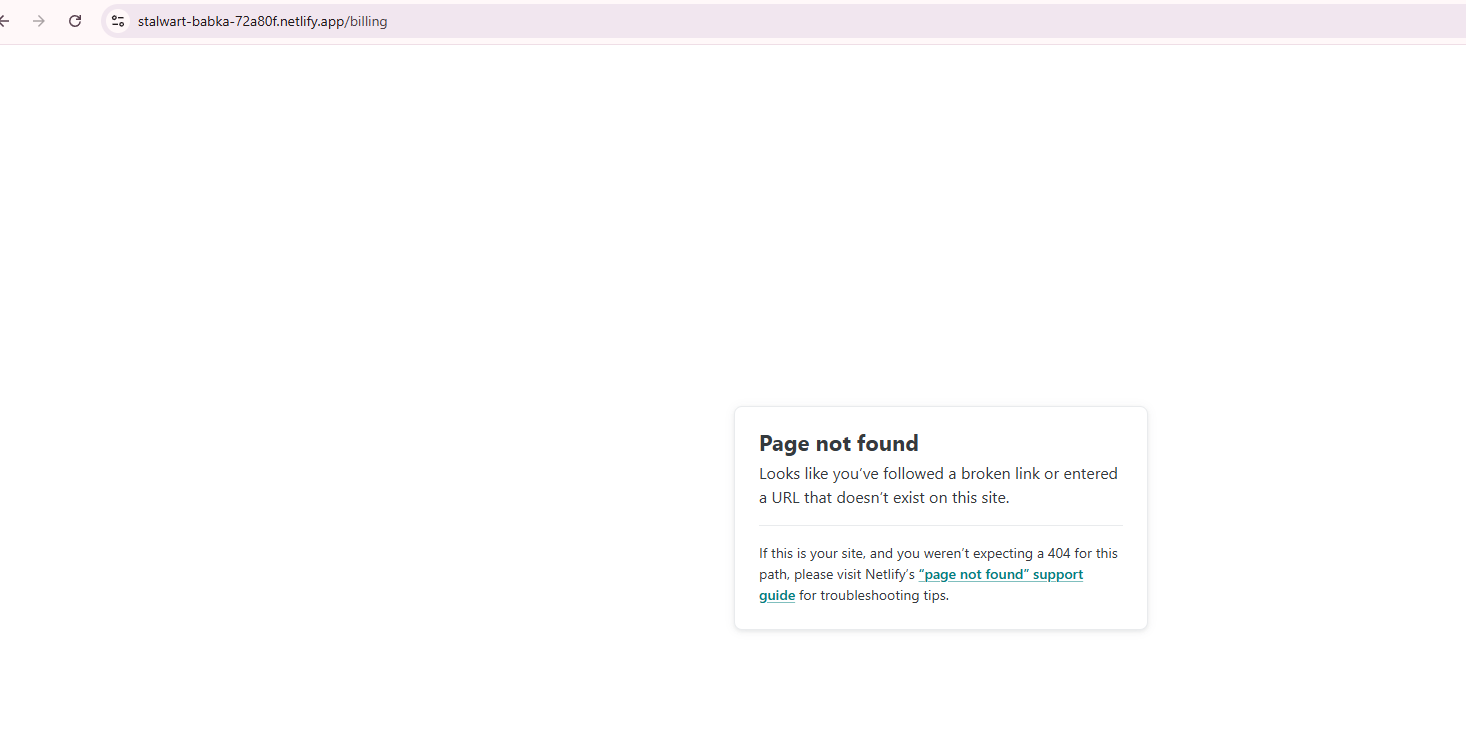 stalwart-babka-72a80f.netlify.app/billing
Page not found
Looks like you’ve followed a broken link or entered
a URL that doesn’t exist on this site.
If this is your site, and you weren’t expecting a 404 for this
path, please visit Netlify’s “page not found” support
guide for troubleshooting tips.